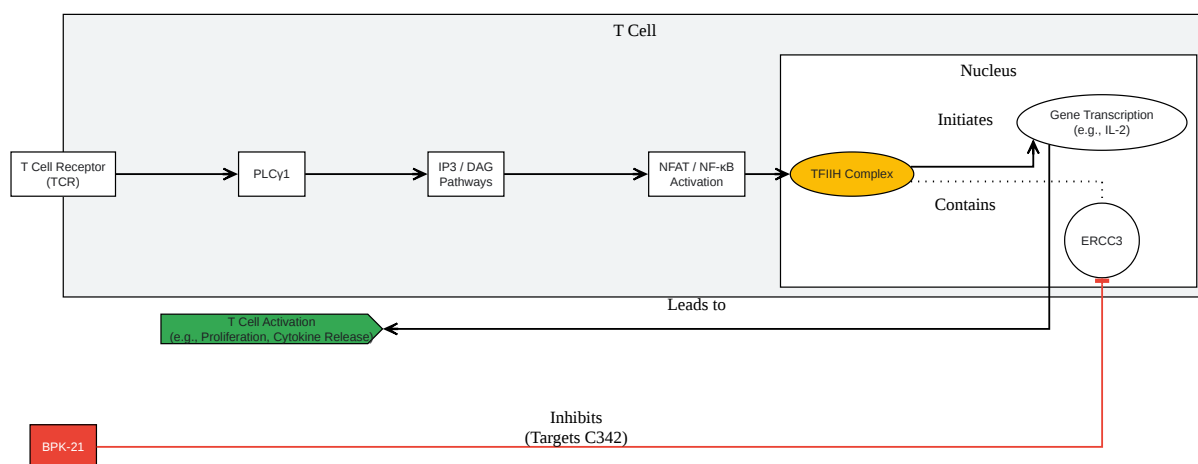 T Cell
Nucleus
Initiates
Gene Transcription
(e.g., IL-2)
T Cell Receptor
(TCR)
PLCγ1
IP3 / DAG
Pathways
NFAT / NF-κB
Activation
TFIIH Complex
Contains
ERCC3
Leads to
T Cell Activation
(e.g., Proliferation, Cytokine Release)
Inhibits
(Targets C342)
BPK-21